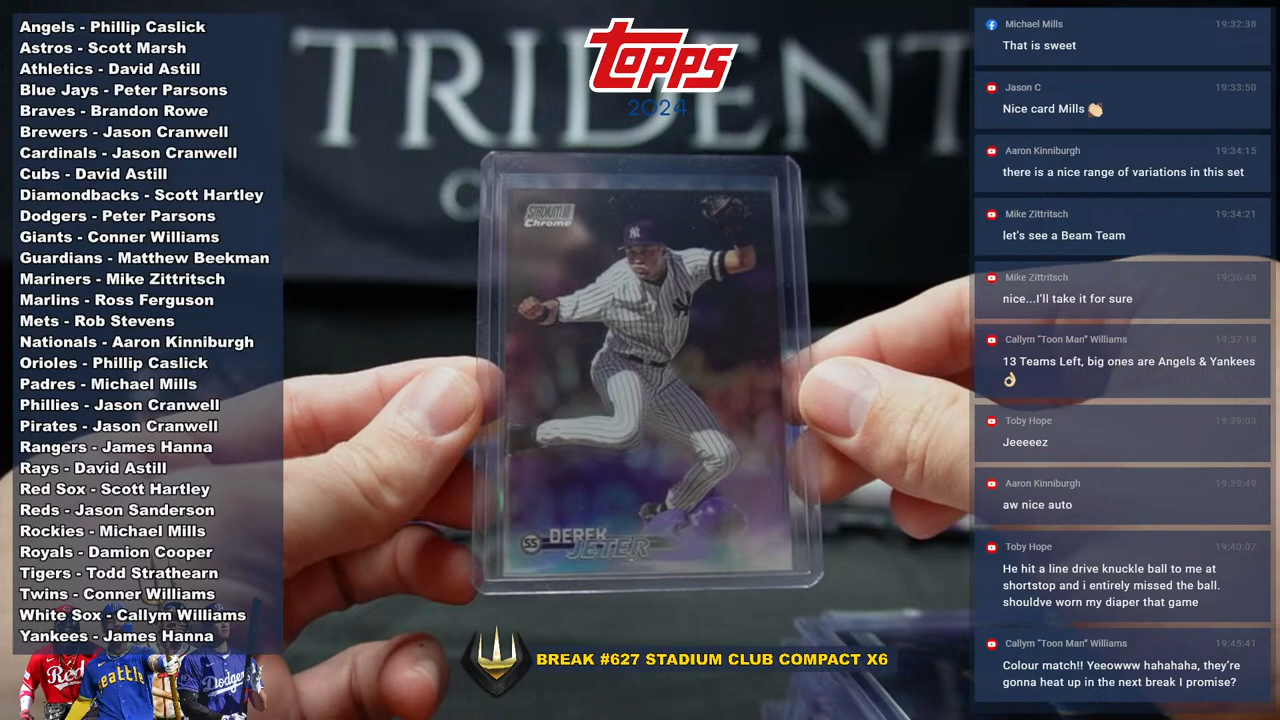 Angels - Phillip Caslick
Astros - Scott Marsh
Athletics - David Astill
Blue Jays - Peter Parsons
Braves - Brandon Rowe
Brewers - Jason Cranwell
Cardinals - Jason Cranwell
Cubs - David Astill
Diamondbacks - Scott Hartley
Dodgers - Peter Parsons
Giants - Conner Williams
Guardians - Matthew Beekman
Mariners - Mike Zittritsch
Marlins - Ross Ferguson
Mets - Rob Stevens
Nationals - Aaron Kinniburgh
Orioles - Phillip Caslick
Padres - Michael Mills
Phillies - Jason Cranwell
Pirates - Jason Cranwell
Rangers - James Hanna
Rays - David Astill
Red Sox - Scott Hartley
Reds - Jason Sanderson
Rockies - Michael Mills
Royals - Damion Cooper
Tigers - Todd Strathearn
Twins - Conner Williams
White Sox - Callym Williams
Yankees - James Hanna
Reds
Seattle
Dodgers
TRIDENT
topps
2024
STADIUM
Chrome
NY
SS DEREK
JETER
BREAK #627 STADIUM CLUB COMPACT X6
Michael Mills 19:32:38
That is sweet
Jason C 19:33:50
Nice card Mills 👏🏻
Aaron Kinniburgh 19:34:15
there is a nice range of variations in this set
Mike Zittritsch 19:34:21
let's see a Beam Team
Mike Zittritsch 19:36:48
nice...I'll take it for sure
Callym "Toon Man" Williams 19:37:18
13 Teams Left, big ones are Angels & Yankees
👌🏻
Toby Hope 19:39:03
Jeeeeez
Aaron Kinniburgh 19:39:49
aw nice auto
Toby Hope 19:40:07
He hit a line drive knuckle ball to me at
shortstop and i entirely missed the ball.
shouldve worn my diaper that game
Callym "Toon Man" Williams 19:45:41
Colour match!! Yeeowww hahahaha, they're
gonna heat up in the next break I promise?